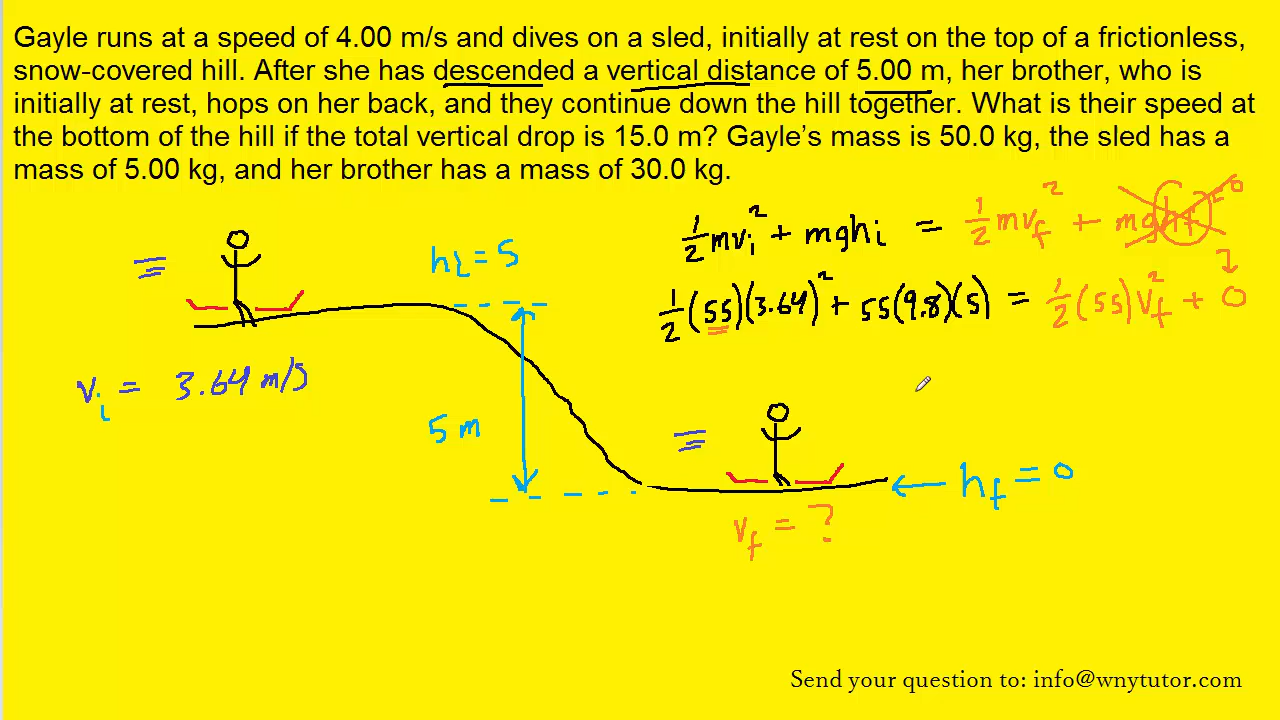 Gayle runs at a speed of 4.00 m/s and dives on a sled, initially at rest on the top of a frictionless,
snow-covered hill. After she has descended a vertical distance of 5.00 m, her brother, who is
initially at rest, hops on her back, and they continue down the hill together. What is their speed at
the bottom of the hill if the total vertical drop is 15.0 m? Gayle's mass is 50.0 kg, the sled has a
mass of 5.00 kg, and her brother has a mass of 30.0 kg.
½mvᵢ² + mghᵢ = ½mv_f² + mghf = 0
hi = 5
½(55)(3.64)² + 55(9.8)(5) = ½(55)v_f² + 0
vᵢ = 3.64 m/s
5 m
h_f = 0
v_f = ?
Send your question to: info@wnytutor.com